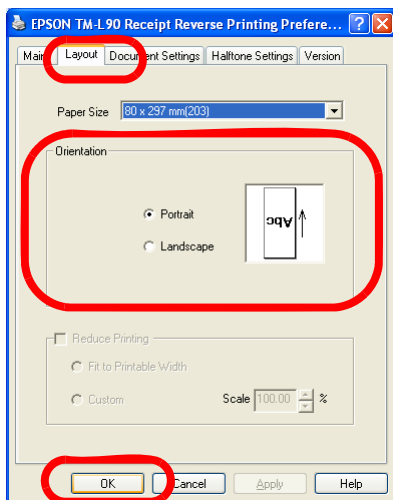 EPSON TM-L90 Receipt Reverse Printing Prefere...
Main Layout Document Settings Halftone Settings Version
Paper Size 80 x 297 mm(203)
Orientation
Portrait
Abc
Landscape
Reduce Printing
Fit to Printable Width
Custom Scale 100.00 %
OK Cancel Apply Help